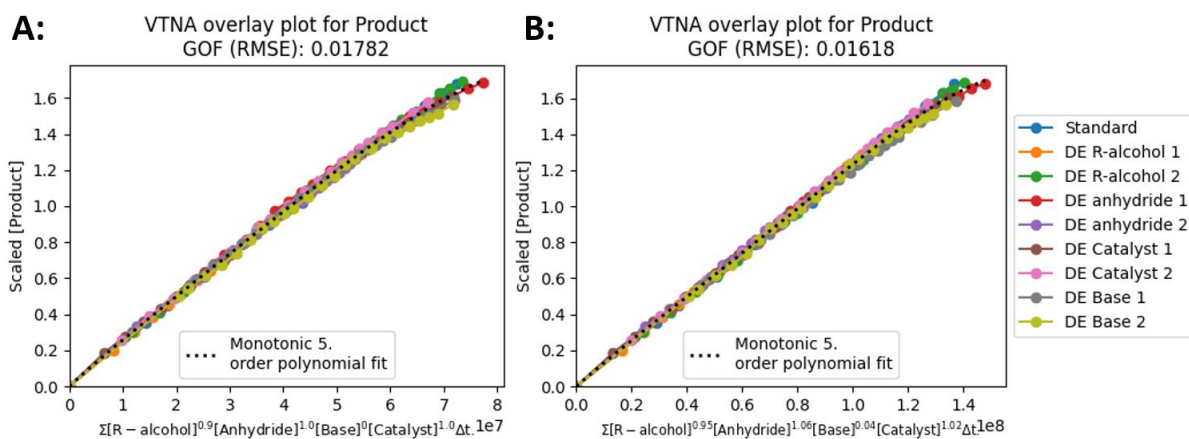 A:
VTNA overlay plot for Product
GOF (RMSE): 0.01782
Scaled [Product]
1.6
1.4
1.2
1.0
0.8
0.6
0.4
0.2
0.0
Monotonic 5.
order polynomial fit
0 1 2 3 4 5 6 7 8
1e7
Σ[R − alcohol]^0.9[Anhydride]^1.0[Base]^0[Catalyst]^1.0Δt.
B:
VTNA overlay plot for Product
GOF (RMSE): 0.01618
Scaled [Product]
1.6
1.4
1.2
1.0
0.8
0.6
0.4
0.2
0.0
Monotonic 5.
order polynomial fit
0.0 0.2 0.4 0.6 0.8 1.0 1.2 1.4
1e8
Σ[R − alcohol]^0.95[Anhydride]^1.06[Base]^0.04[Catalyst]^1.02Δt.
Standard
DE R-alcohol 1
DE R-alcohol 2
DE anhydride 1
DE anhydride 2
DE Catalyst 1
DE Catalyst 2
DE Base 1
DE Base 2